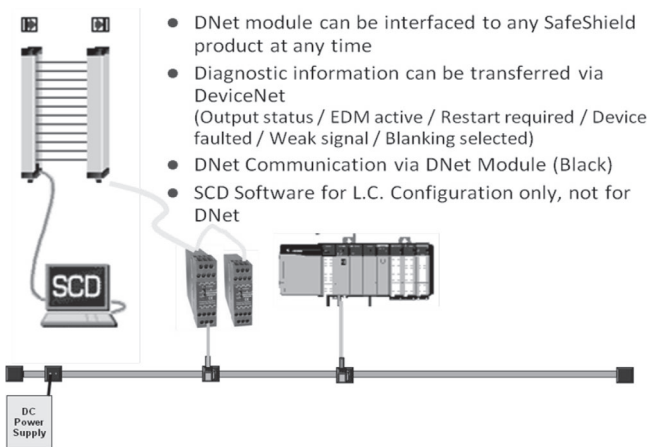 ● DNet module can be interfaced to any SafeShield
product at any time
● Diagnostic information can be transferred via
DeviceNet
(Output status / EDM active / Restart required / Device
faulted / Weak signal / Blanking selected)
● DNet Communication via DNet Module (Black)
● SCD Software for L.C. Configuration only, not for
DNet
SCD
DC
Power
Supply